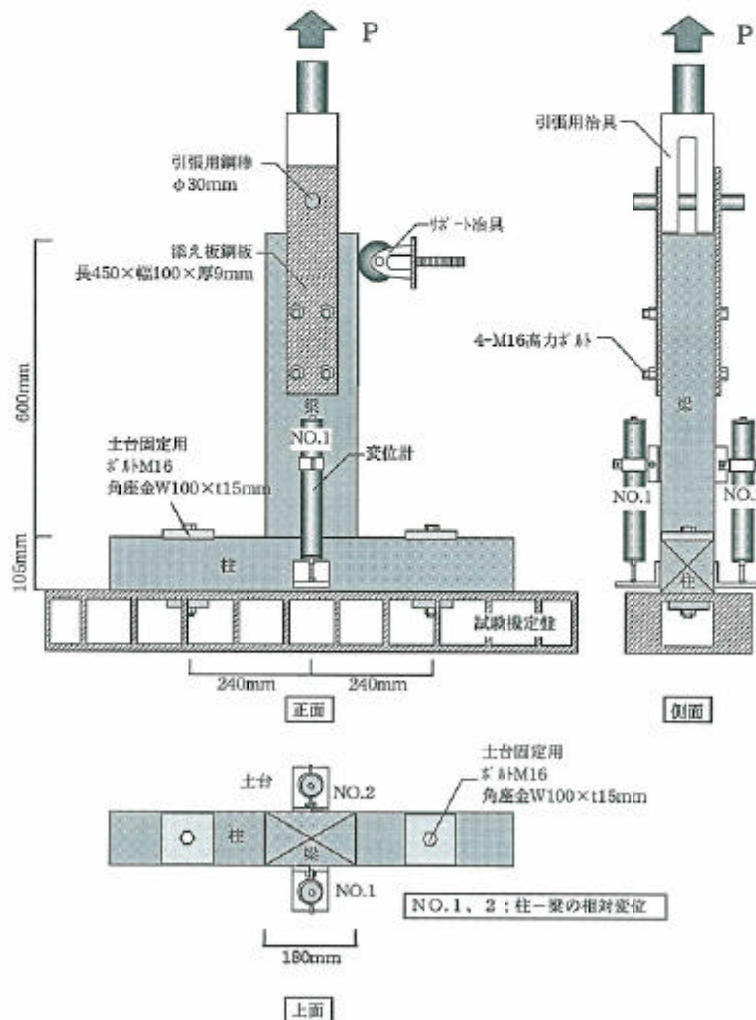 P
P
引張用治具
引張用鋼棒
φ30mm
サポート冶具
添え板鋼板
長450×幅100×厚9mm
4-M16高力ボルト
600mm
梁
梁
NO.1
変位計
土台固定用
ボルトM16
角座金W100×t15mm
NO.1
NO.
105mm
柱
柱
試験機定盤
240mm
240mm
正面
側面
土台
NO.2
土台固定用
ボルトM16
角座金W100×t15mm
柱
梁
NO.1
NO.1、2；柱－梁の相対変位
180mm
上面